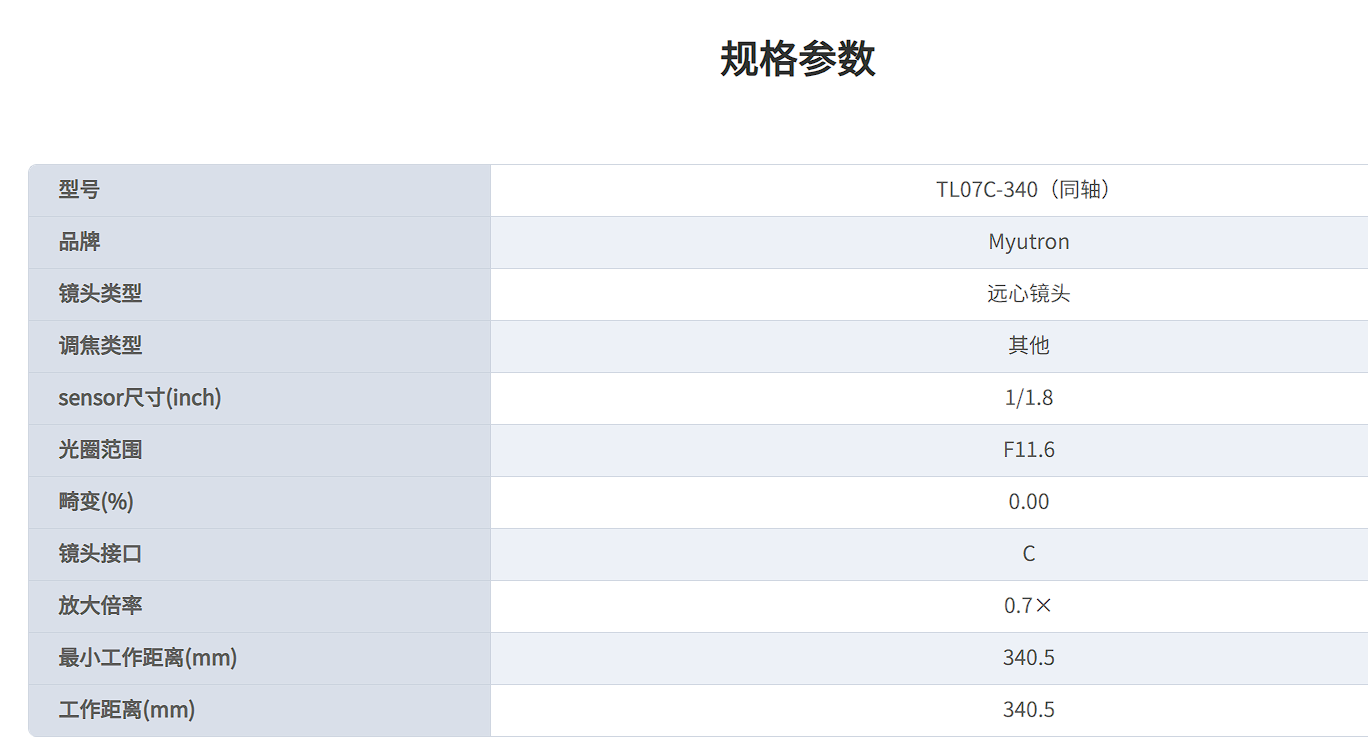 规格参数
型号 TL07C-340（同轴）
品牌 Myutron
镜头类型 远心镜头
调焦类型 其他
sensor尺寸(inch) 1/1.8
光圈范围 F11.6
畸变(%) 0.00
镜头接口 C
放大倍率 0.7×
最小工作距离(mm) 340.5
工作距离(mm) 340.5